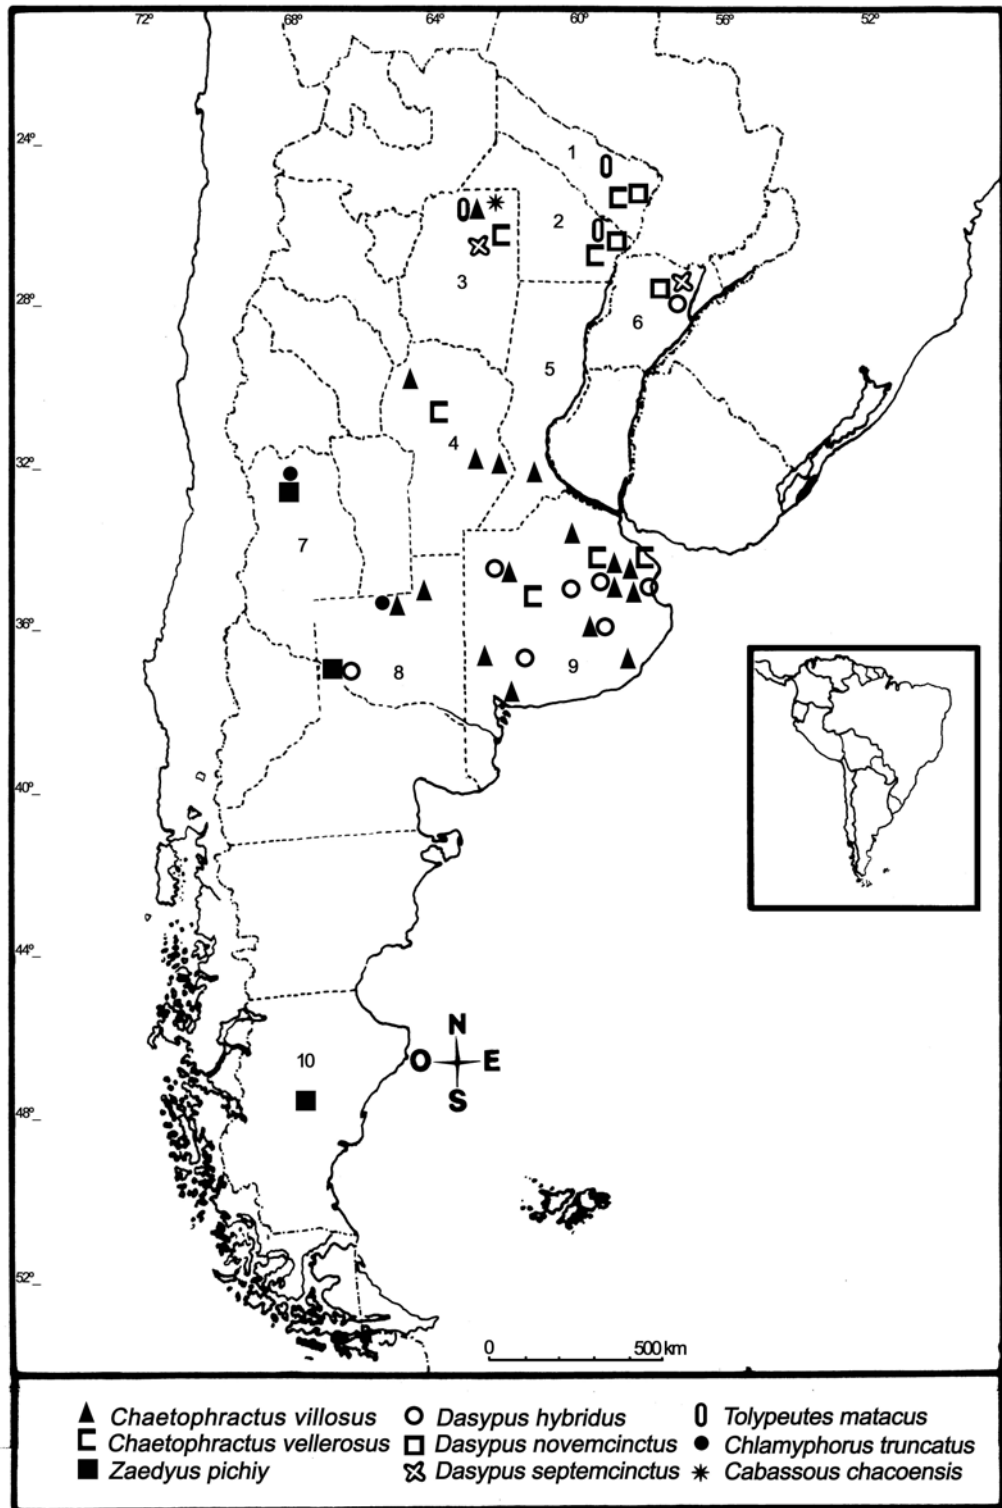 72° 68° 64° 60° 56° 52°
24°
1
2
3
28°
6
5
4
32°
7
36°
8 9
40°
44°
N
10 O E
S
48°
52°
0 500 km
Chaetophractus villosus Dasypus hybridus Tolypeutes matacus
Chaetophractus vellerosus Dasypus novemcinctus Chlamyphorus truncatus
Zaedyus pichiy Dasypus septemcinctus Cabassous chacoensis